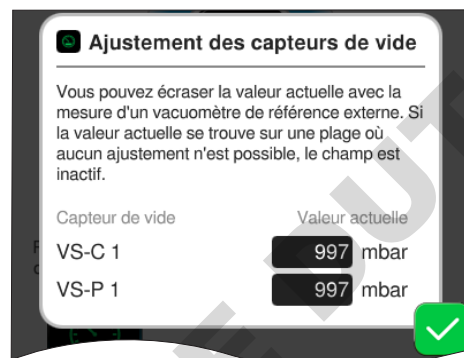 Ajustement des capteurs de vide
Vous pouvez écraser la valeur actuelle avec la
mesure d'un vacuomètre de référence externe. Si
la valeur actuelle se trouve sur une plage où
aucun ajustement n'est possible, le champ est
inactif.
Capteur de vide Valeur actuelle
VS-C 1 997 mbar
VS-P 1 997 mbar